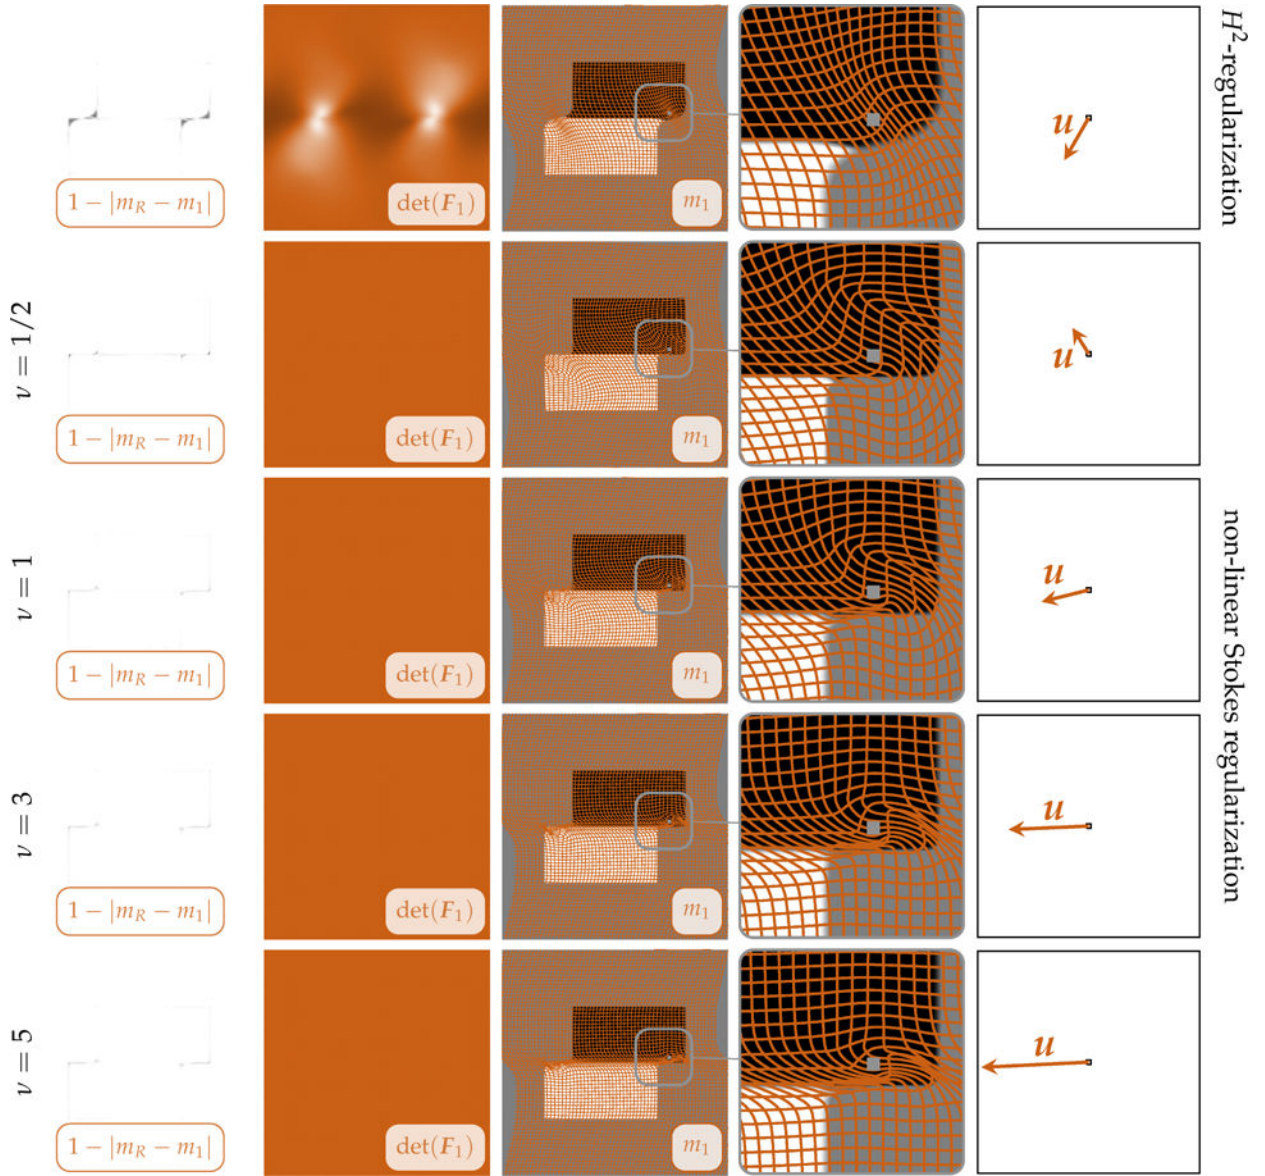 H²-regularization
1 − |m_R − m_1|
det(F_1)
m_1
u
ν = 1/2
1 − |m_R − m_1|
det(F_1)
m_1
u
non-linear Stokes regularization
ν = 1
1 − |m_R − m_1|
det(F_1)
m_1
u
ν = 3
1 − |m_R − m_1|
det(F_1)
m_1
u
ν = 5
1 − |m_R − m_1|
det(F_1)
m_1
u